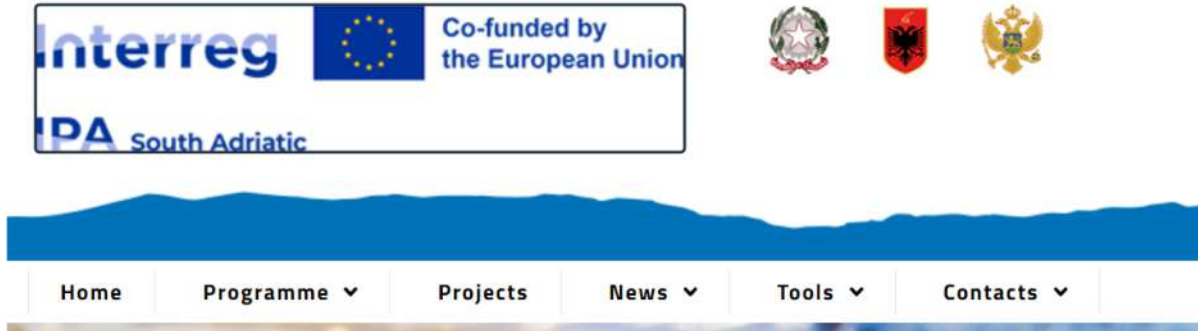 Interreg
Co-funded by
the European Union
IPA South Adriatic
Home Programme Projects News Tools Contacts